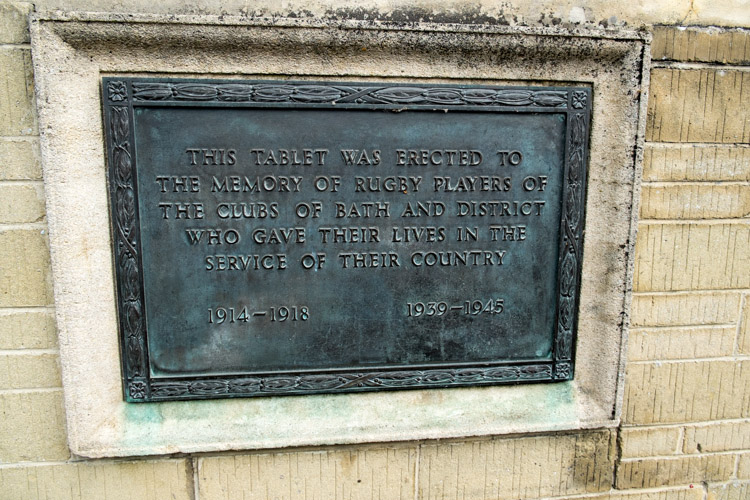 THIS TABLET WAS ERECTED TO
THE MEMORY OF RUGBY PLAYERS OF
THE CLUBS OF BATH AND DISTRICT
WHO GAVE THEIR LIVES IN THE
SERVICE OF THEIR COUNTRY
1914–1918 1939–1945